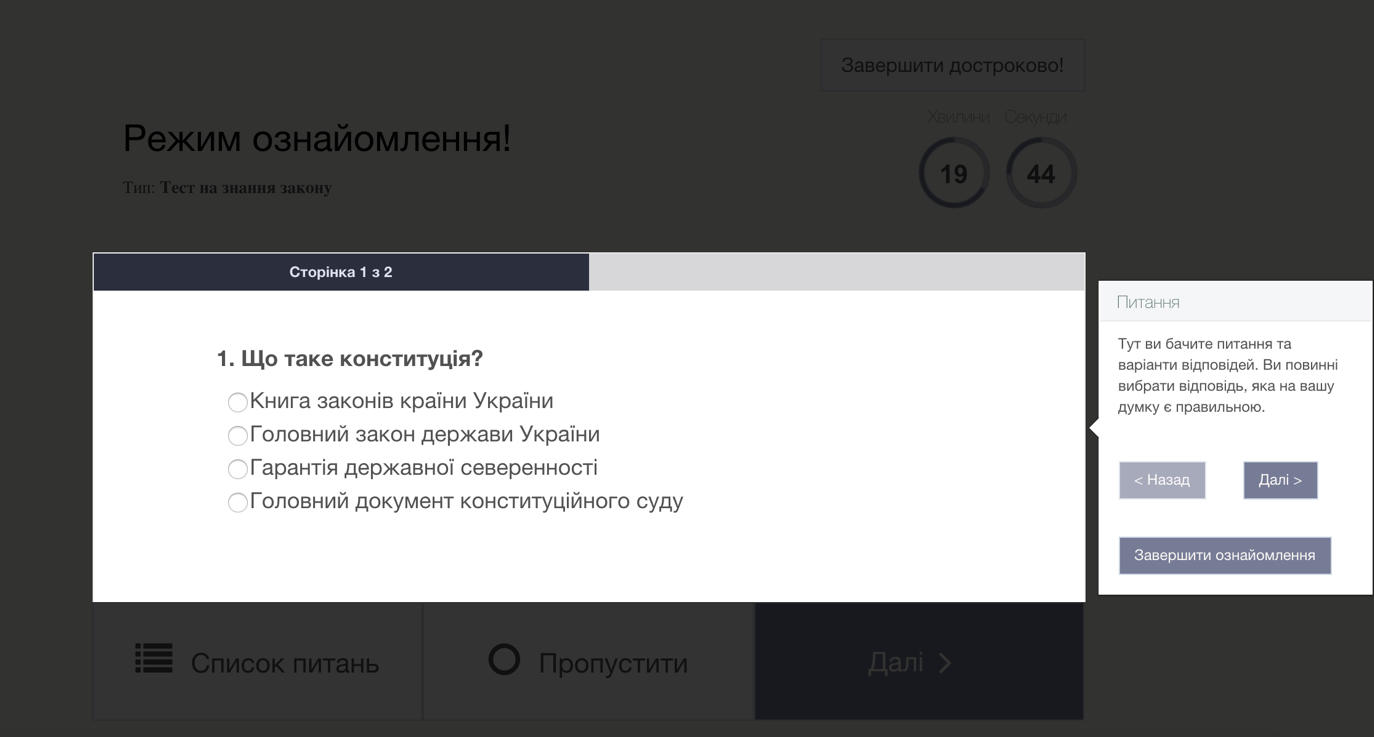 Завершити достроково!
Хвилини Секунди
Режим ознайомлення!
19 44
Тип: Тест на знання закону
Сторінка 1 з 2
1. Що таке конституція?
Книга законів країни України
Головний закон держави України
Гарантія державної северенності
Головний документ конституційного суду
Питання
Тут ви бачите питання та
варіанти відповідей. Ви повинні
вибрати відповідь, яка на вашу
думку є правильною.
< Назад Далі >
Завершити ознайомлення
Список питань Пропустити Далі >